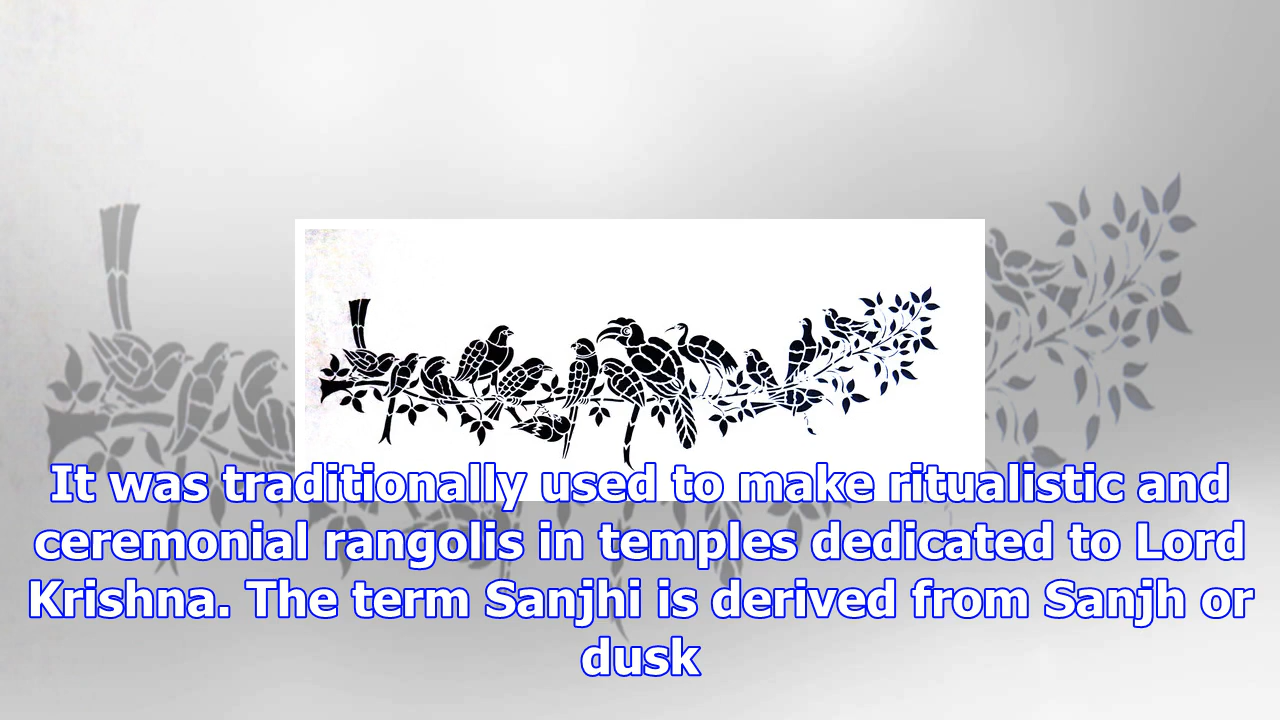 It was traditionally used to make ritualistic and
ceremonial rangolis in temples dedicated to Lord
Krishna. The term Sanjhi is derived from Sanjh or
dusk